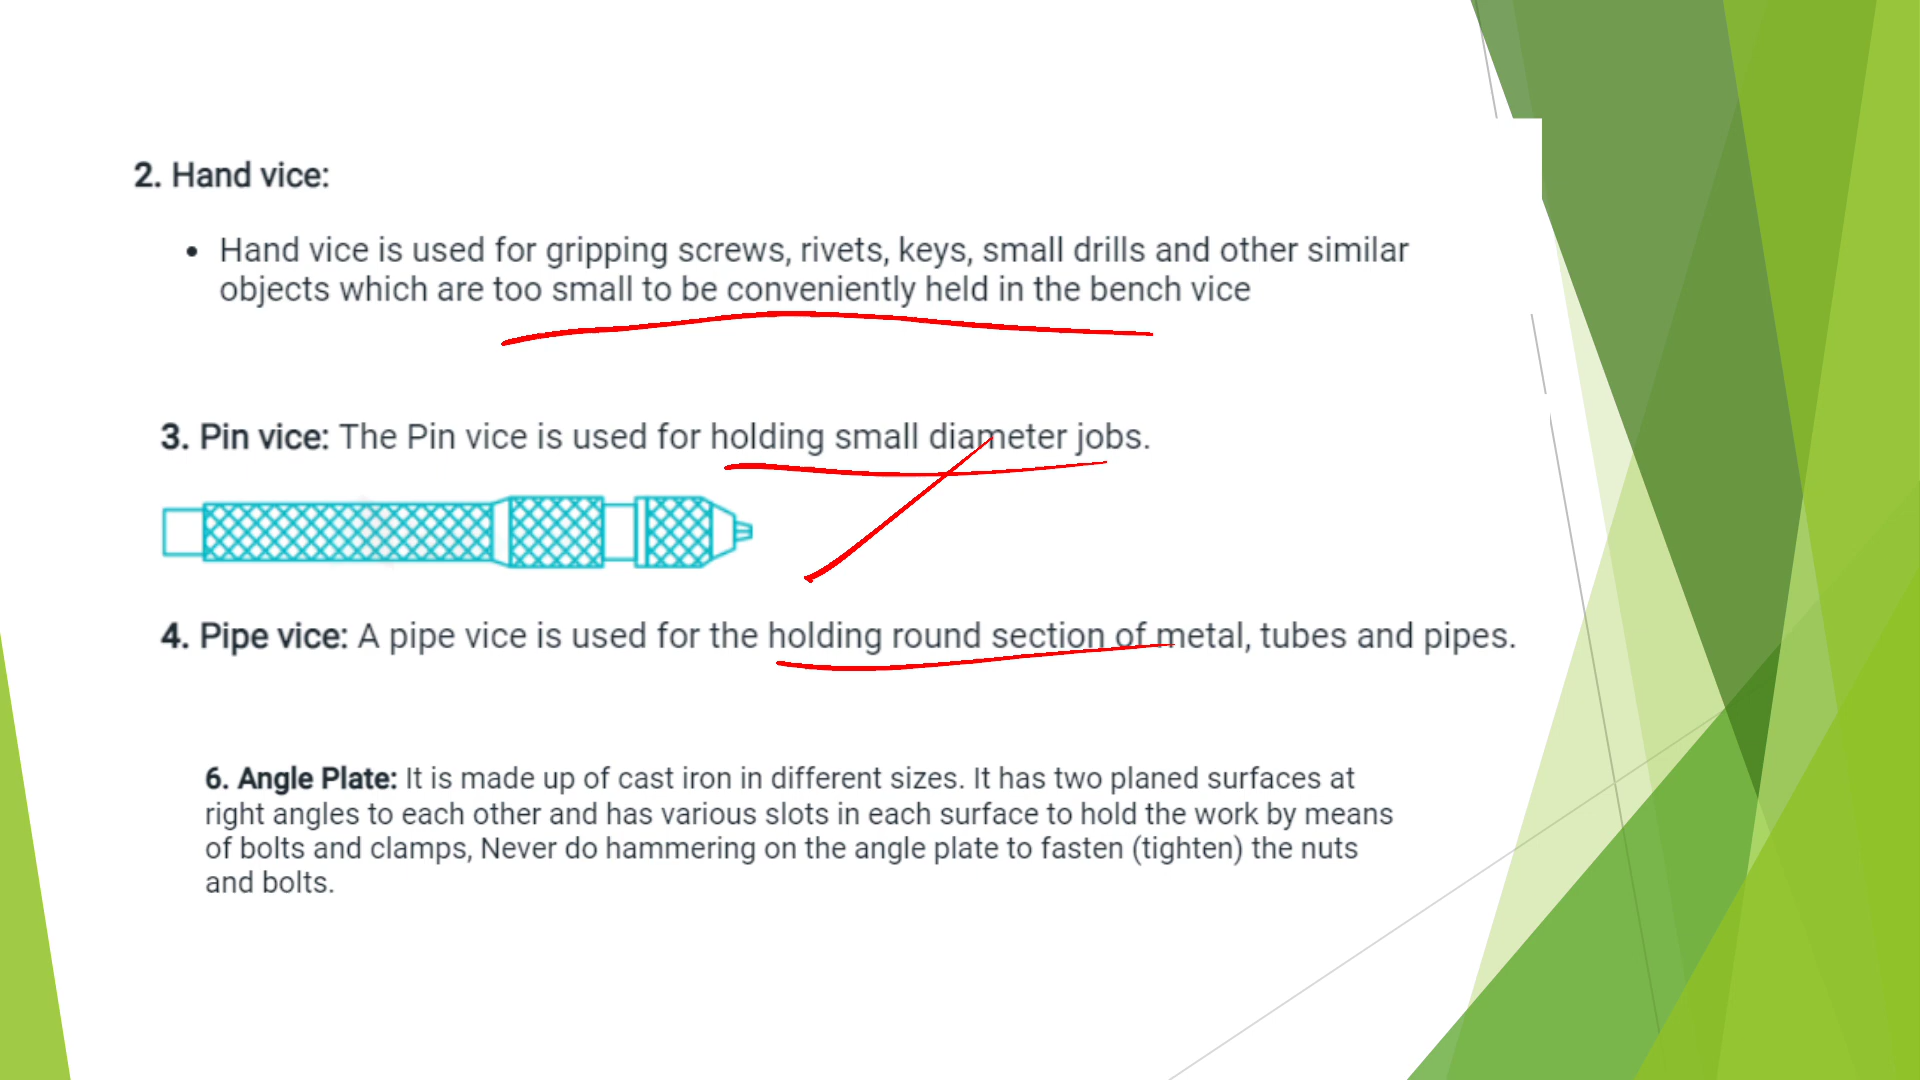 2. Hand vice:
• Hand vice is used for gripping screws, rivets, keys, small drills and other similar
objects which are too small to be conveniently held in the bench vice
3. Pin vice: The Pin vice is used for holding small diameter jobs.
4. Pipe vice: A pipe vice is used for the holding round section of metal, tubes and pipes.
6. Angle Plate: It is made up of cast iron in different sizes. It has two planed surfaces at
right angles to each other and has various slots in each surface to hold the work by means
of bolts and clamps, Never do hammering on the angle plate to fasten (tighten) the nuts
and bolts.